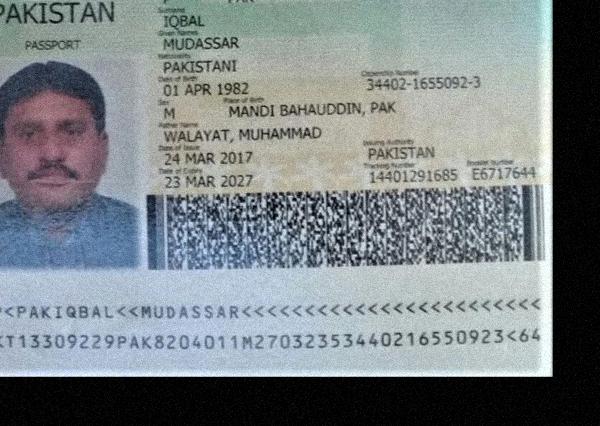 PAKISTAN
PASSPORT
Surname
IQBAL
Given Names
MUDASSAR
Nationality
PAKISTANI
Date of Birth
Citizenship Number
01 APR 1982
34402-1655092-3
Sex
Place of Birth
M
MANDI BAHAUDDIN, PAK
Father Name
WALAYAT, MUHAMMAD
Date of Issue
Issuing Authority
24 MAR 2017
PAKISTAN
Date of Expiry
Tracking Number
Booklet Number
23 MAR 2027
14401291685
E6717644
<PAKIQBAL<<MUDASSAR<<<<<<<<<<<<<<<<<<<<<<<<
KT13309229PAK8204011M27032353440216550923<64